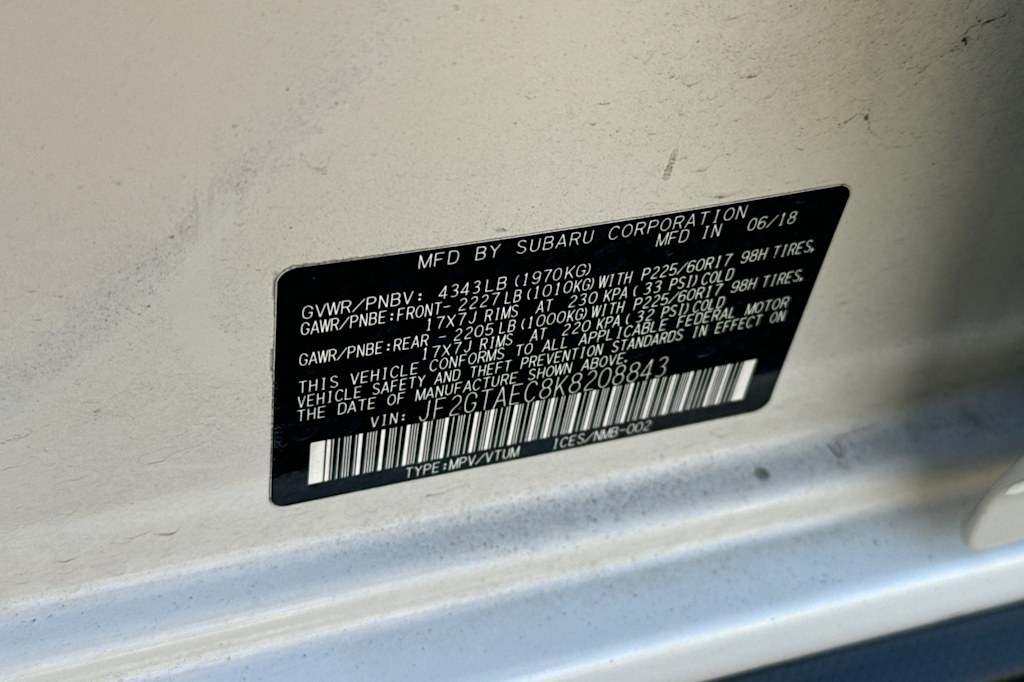 MFD BY SUBARU CORPORATION
MFD IN 06/18
GVWR/PNBV: 4343LB(1970KG)
GAWR/PNBE:FRONT- 2227LB(1010KG)WITH P225/60R17 98H TIRES,
17X7J RIMS AT 230 KPA( 33 PSI)COLD
GAWR/PNBE:REAR - 2205LB(1000KG)WITH P225/60R17 98H TIRES,
17X7J RIMS AT 220 KPA( 32 PSI)COLD
THIS VEHICLE CONFORMS TO ALL APPLICABLE FEDERAL MOTOR
VEHICLE SAFETY AND THEFT PREVENTION STANDARDS IN EFFECT ON
THE DATE OF MANUFACTURE SHOWN ABOVE.
VIN: JF2GTAEC8K8208843
TYPE:MPV/VTUM ICES/NMB-002